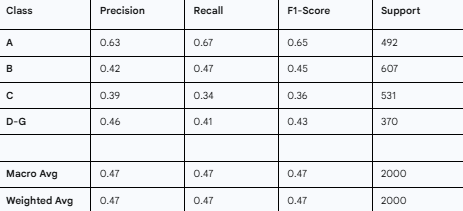 Class Precision Recall F1-Score Support
A 0.63 0.67 0.65 492
B 0.42 0.47 0.45 607
C 0.39 0.34 0.36 531
D-G 0.46 0.41 0.43 370
Macro Avg 0.47 0.47 0.47 2000
Weighted Avg 0.47 0.47 0.47 2000